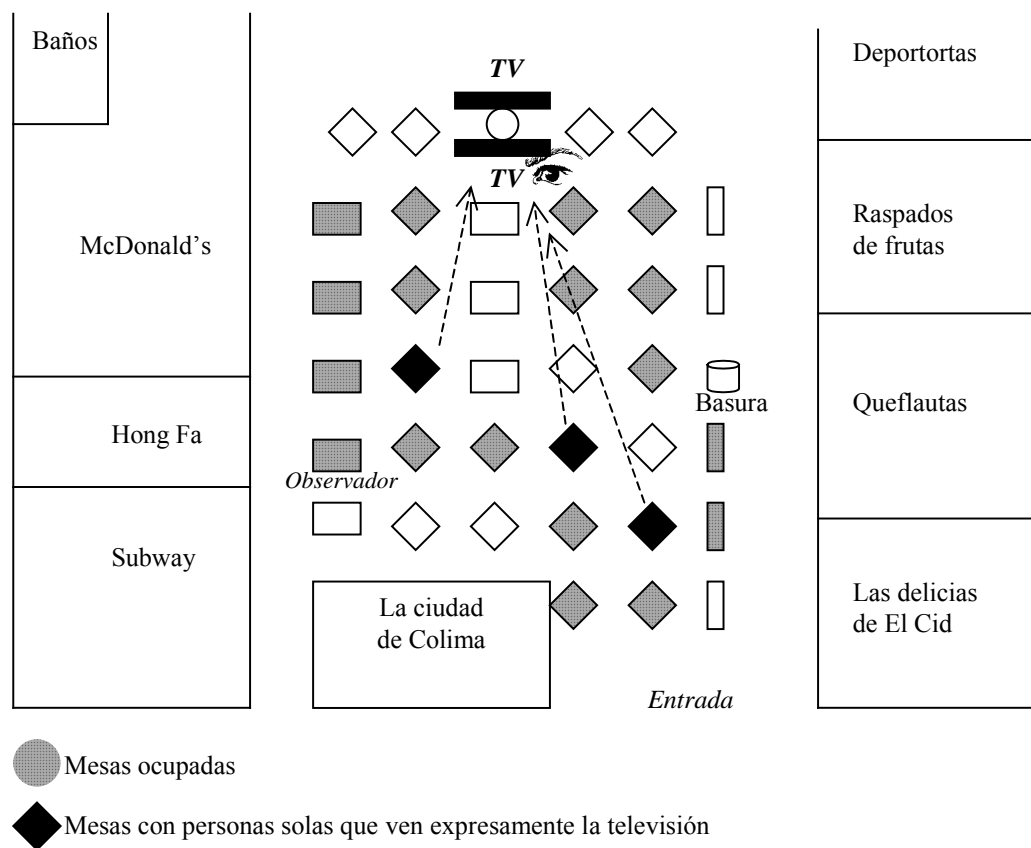 Baños
TV
Deportortas
TV
McDonald’s
Raspados
de frutas
Basura
Queflautas
Hong Fa
Observador
Subway
La ciudad
de Colima
Las delicias
de El Cid
Entrada
Mesas ocupadas
Mesas con personas solas que ven expresamente la televisión